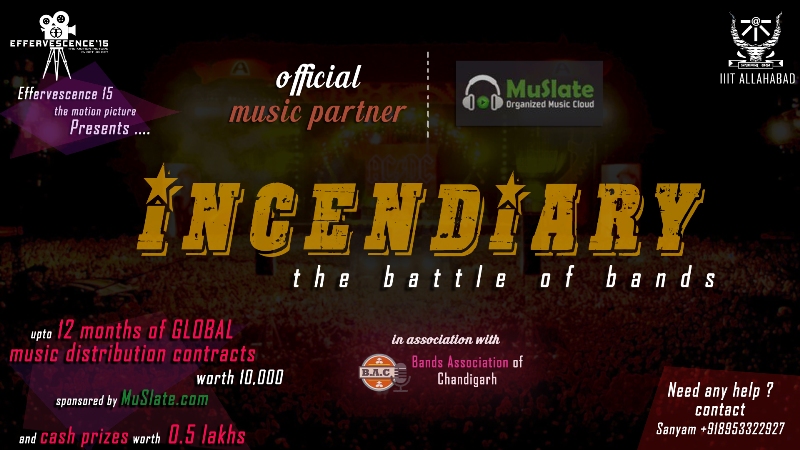 EFFERVESCENCE'15
Effervescence 15
the motion picture
Presents ....
official
music partner
MuSlate
Organized Music Cloud
IIIT ALLAHABAD
iNCENDiARY
the battle of bands
upto 12 months of GLOBAL
music distribution contracts
worth 10,000
sponsored by MuSlate.com
and cash prizes worth 0.5 lakhs
in association with
B.A.C
Bands Association of
Chandigarh
Need any help ?
contact
Sanyam +918953322927